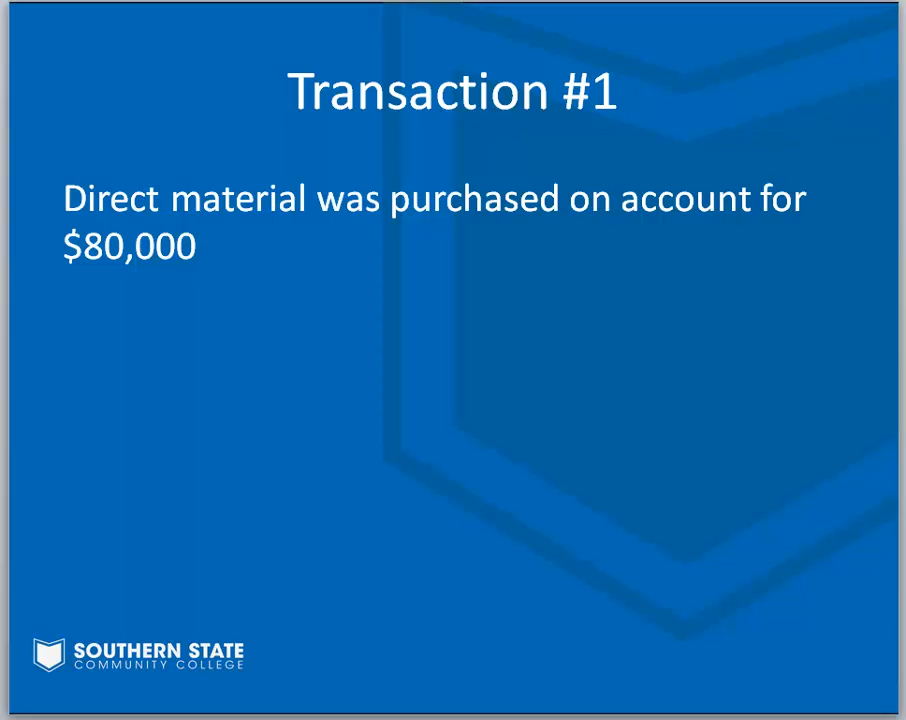 Transaction #1
Direct material was purchased on account for
$80,000
SOUTHERN STATE
COMMUNITY COLLEGE